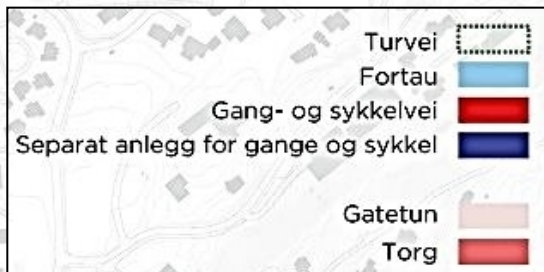 Turvei
Fortau
Gang- og sykkelvei
Separat anlegg for gange og sykkel
Gatetun
Torg